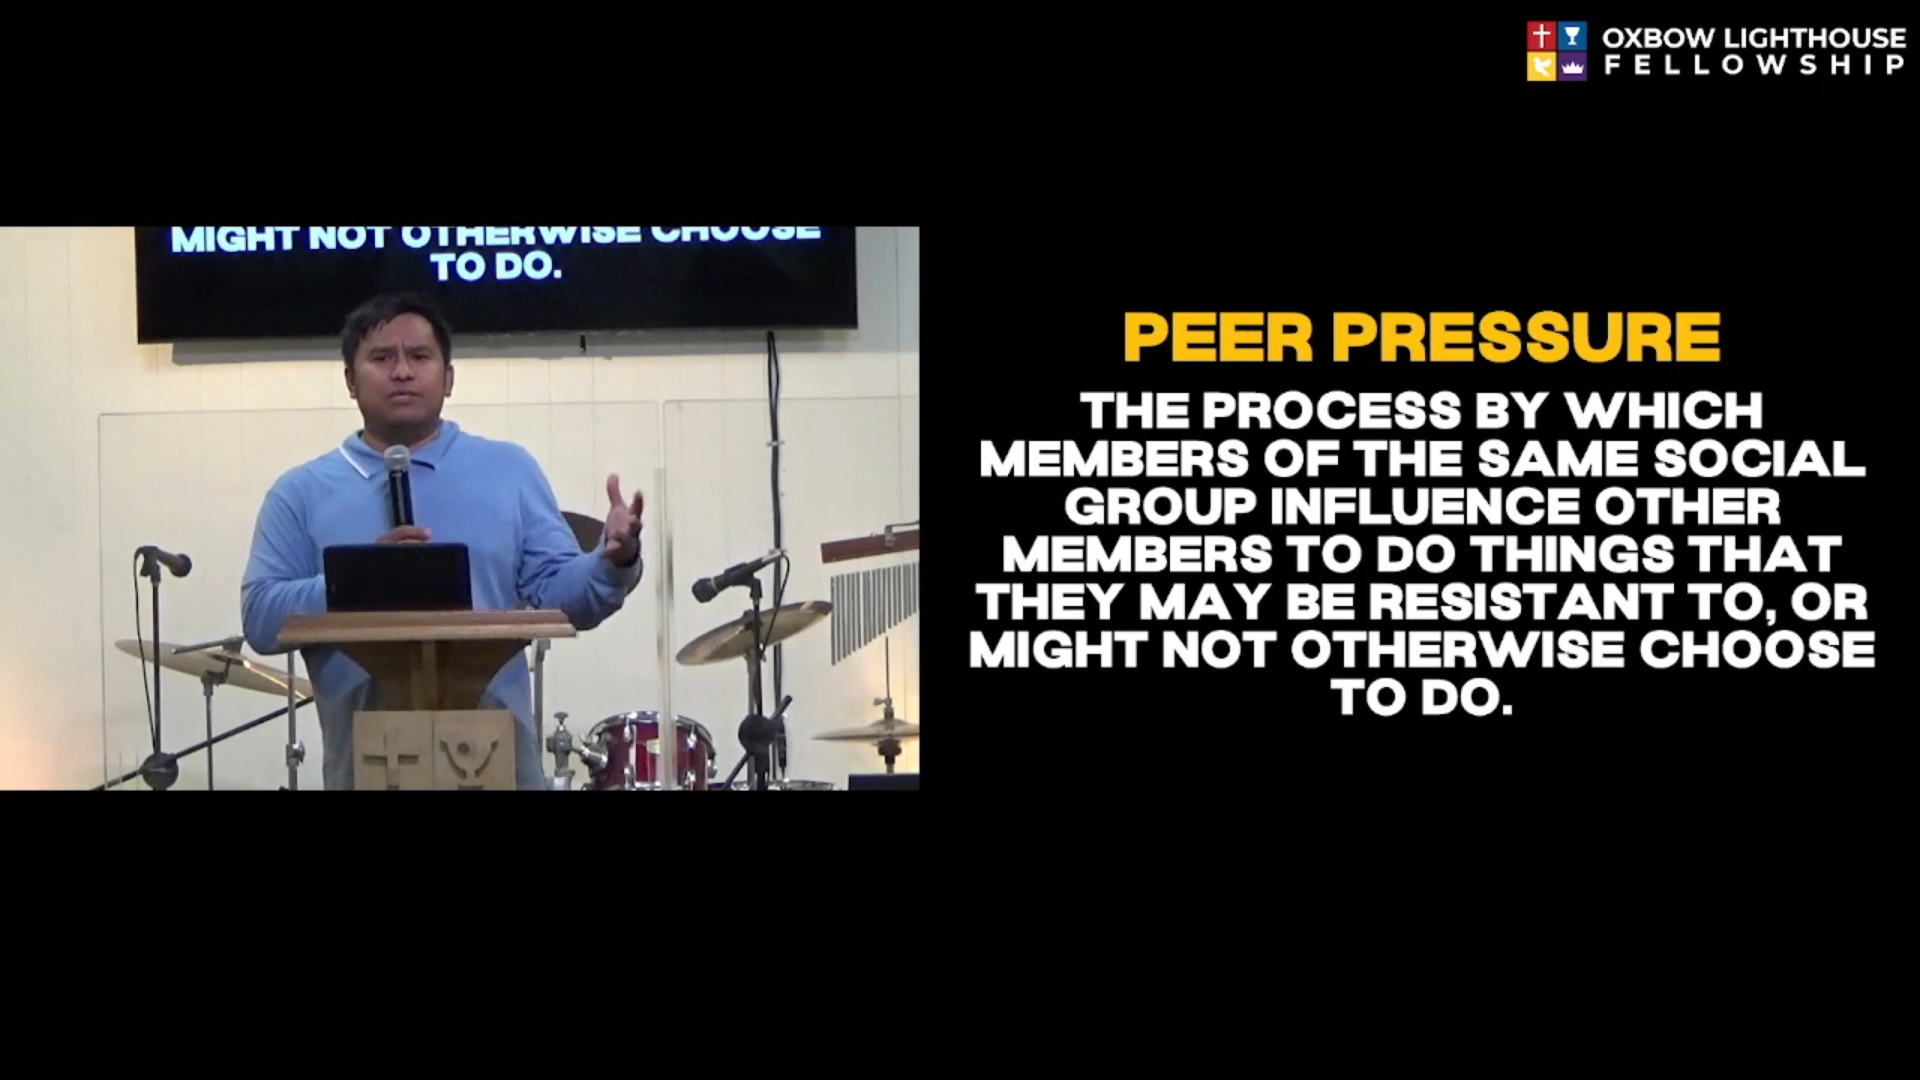 OXBOW LIGHTHOUSE
FELLOWSHIP
MIGHT NOT OTHERWISE CHOOSE
TO DO.
PEER PRESSURE
THE PROCESS BY WHICH
MEMBERS OF THE SAME SOCIAL
GROUP INFLUENCE OTHER
MEMBERS TO DO THINGS THAT
THEY MAY BE RESISTANT TO, OR
MIGHT NOT OTHERWISE CHOOSE
TO DO.